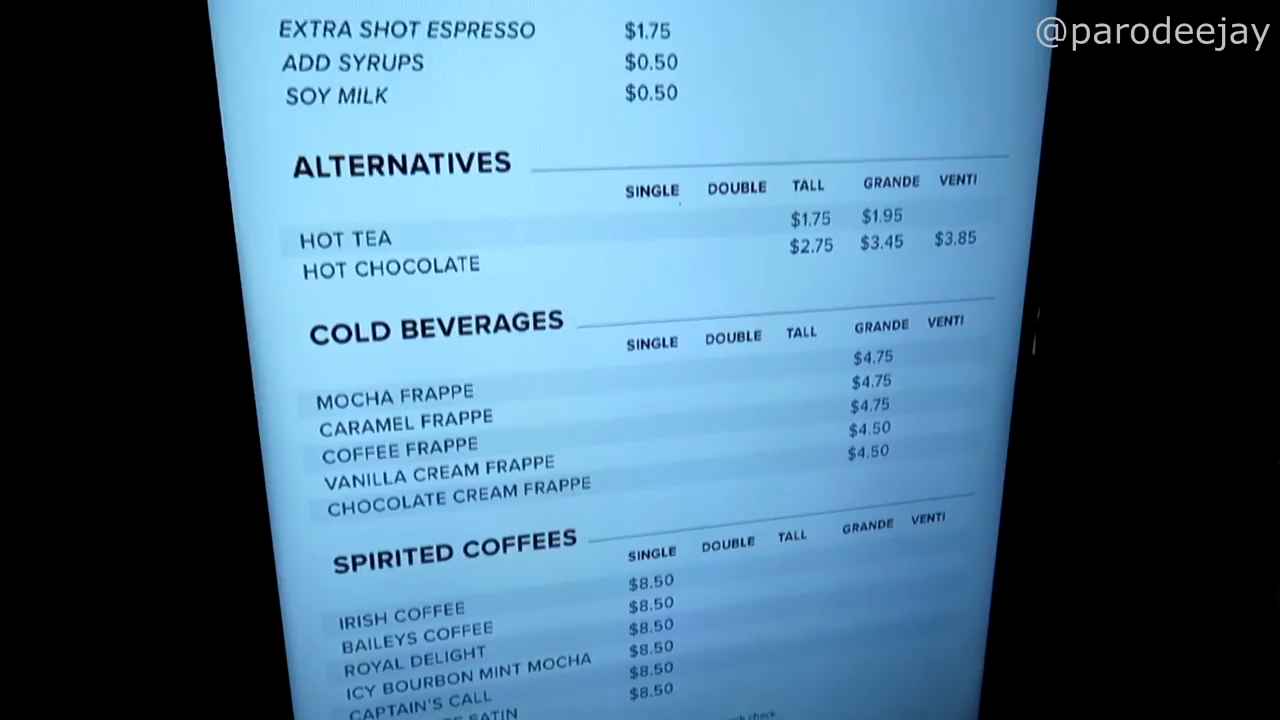 @parodeejay
EXTRA SHOT ESPRESSO $1.75
ADD SYRUPS $0.50
SOY MILK $0.50
ALTERNATIVES
SINGLE DOUBLE TALL GRANDE VENTI
HOT TEA $1.75 $1.95
HOT CHOCOLATE $2.75 $3.45 $3.85
COLD BEVERAGES
SINGLE DOUBLE TALL GRANDE VENTI
MOCHA FRAPPE $4.75
CARAMEL FRAPPE $4.75
COFFEE FRAPPE $4.75
VANILLA CREAM FRAPPE $4.50
CHOCOLATE CREAM FRAPPE $4.50
SPIRITED COFFEES
SINGLE DOUBLE TALL GRANDE VENTI
IRISH COFFEE $8.50
BAILEYS COFFEE $8.50
ROYAL DELIGHT $8.50
ICY BOURBON MINT MOCHA $8.50
CAPTAIN'S CALL $8.50
SATIN $8.50
check